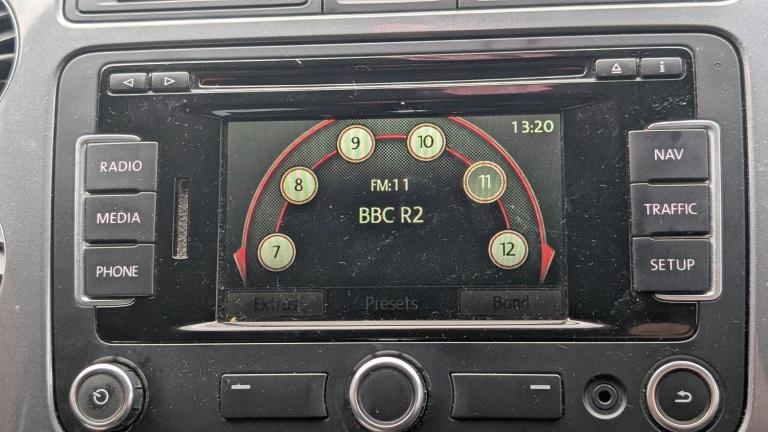 i
13:20
9
10
RADIO
NAV
8
FM:11
11
MEDIA
BBC R2
TRAFFIC
7
12
PHONE
SETUP
Extras
Presets
Band